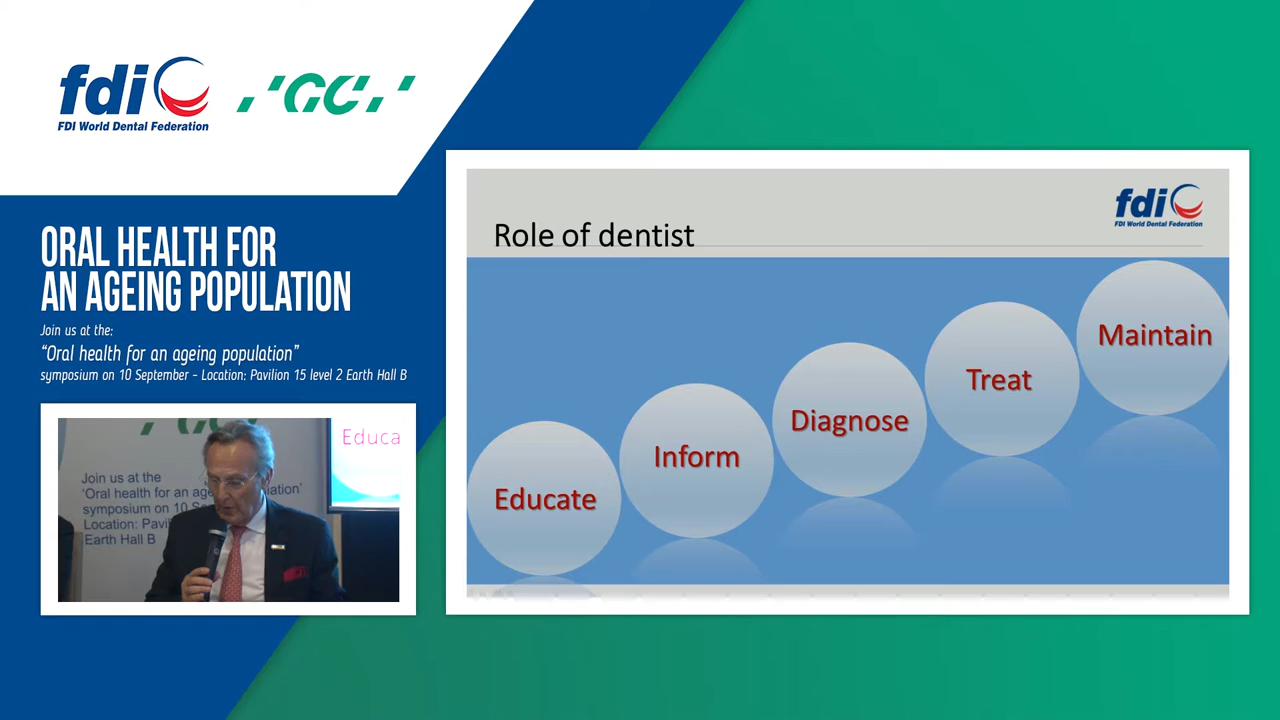 fdi
FDI World Dental Federation
GC
ORAL HEALTH FOR
AN AGEING POPULATION
Join us at the:
“Oral health for an ageing population”
symposium on 10 September - Location: Pavilion 15 level 2 Earth Hall B
Educa
Join us at the
‘Oral health for an age
symposium on 10 Se
Location: Pavil
Earth Hall B
Role of dentist
fdi
FDI World Dental Federation
Educate
Inform
Diagnose
Treat
Maintain